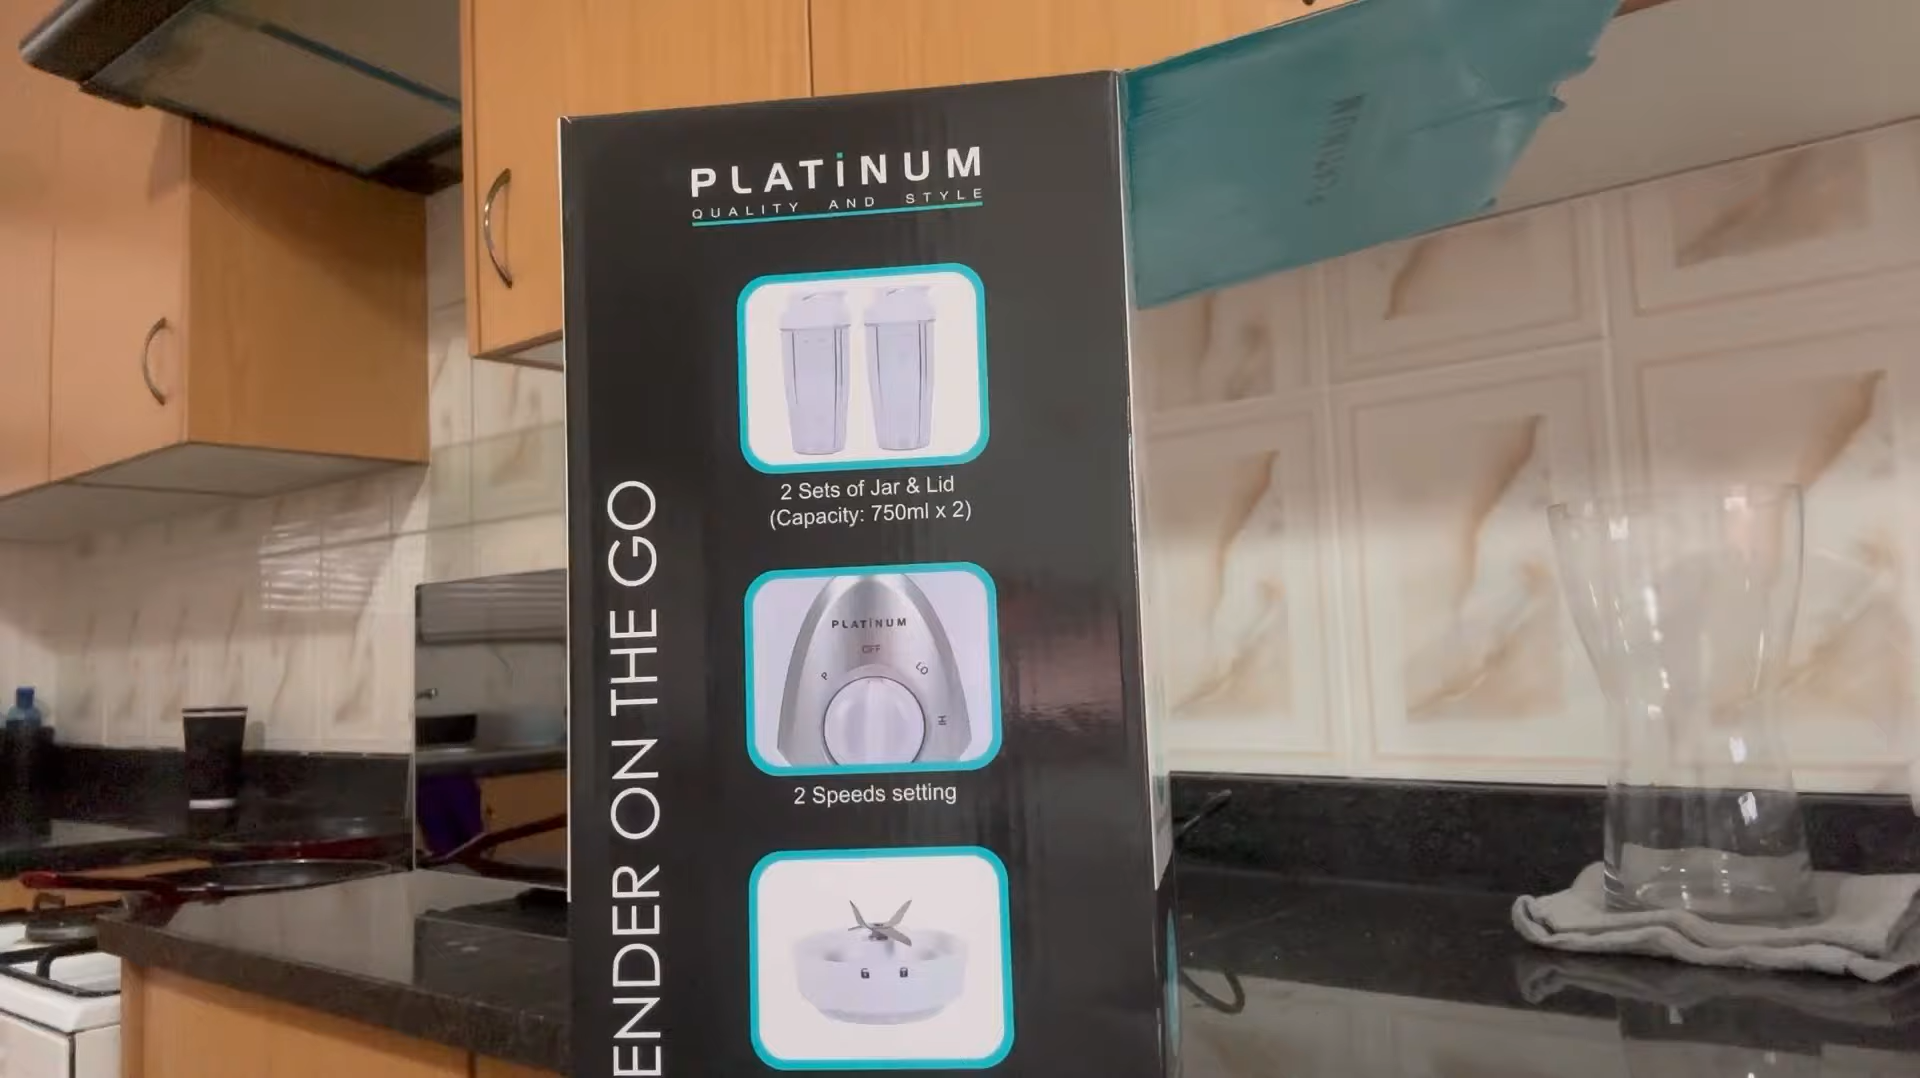 PLATiNUM
QUALITY AND STYLE
2 Sets of Jar & Lid
(Capacity: 750ml x 2)
PLATiNUM
OFF
P
LO
HI
2 Speeds setting
ENDER ON THE GO